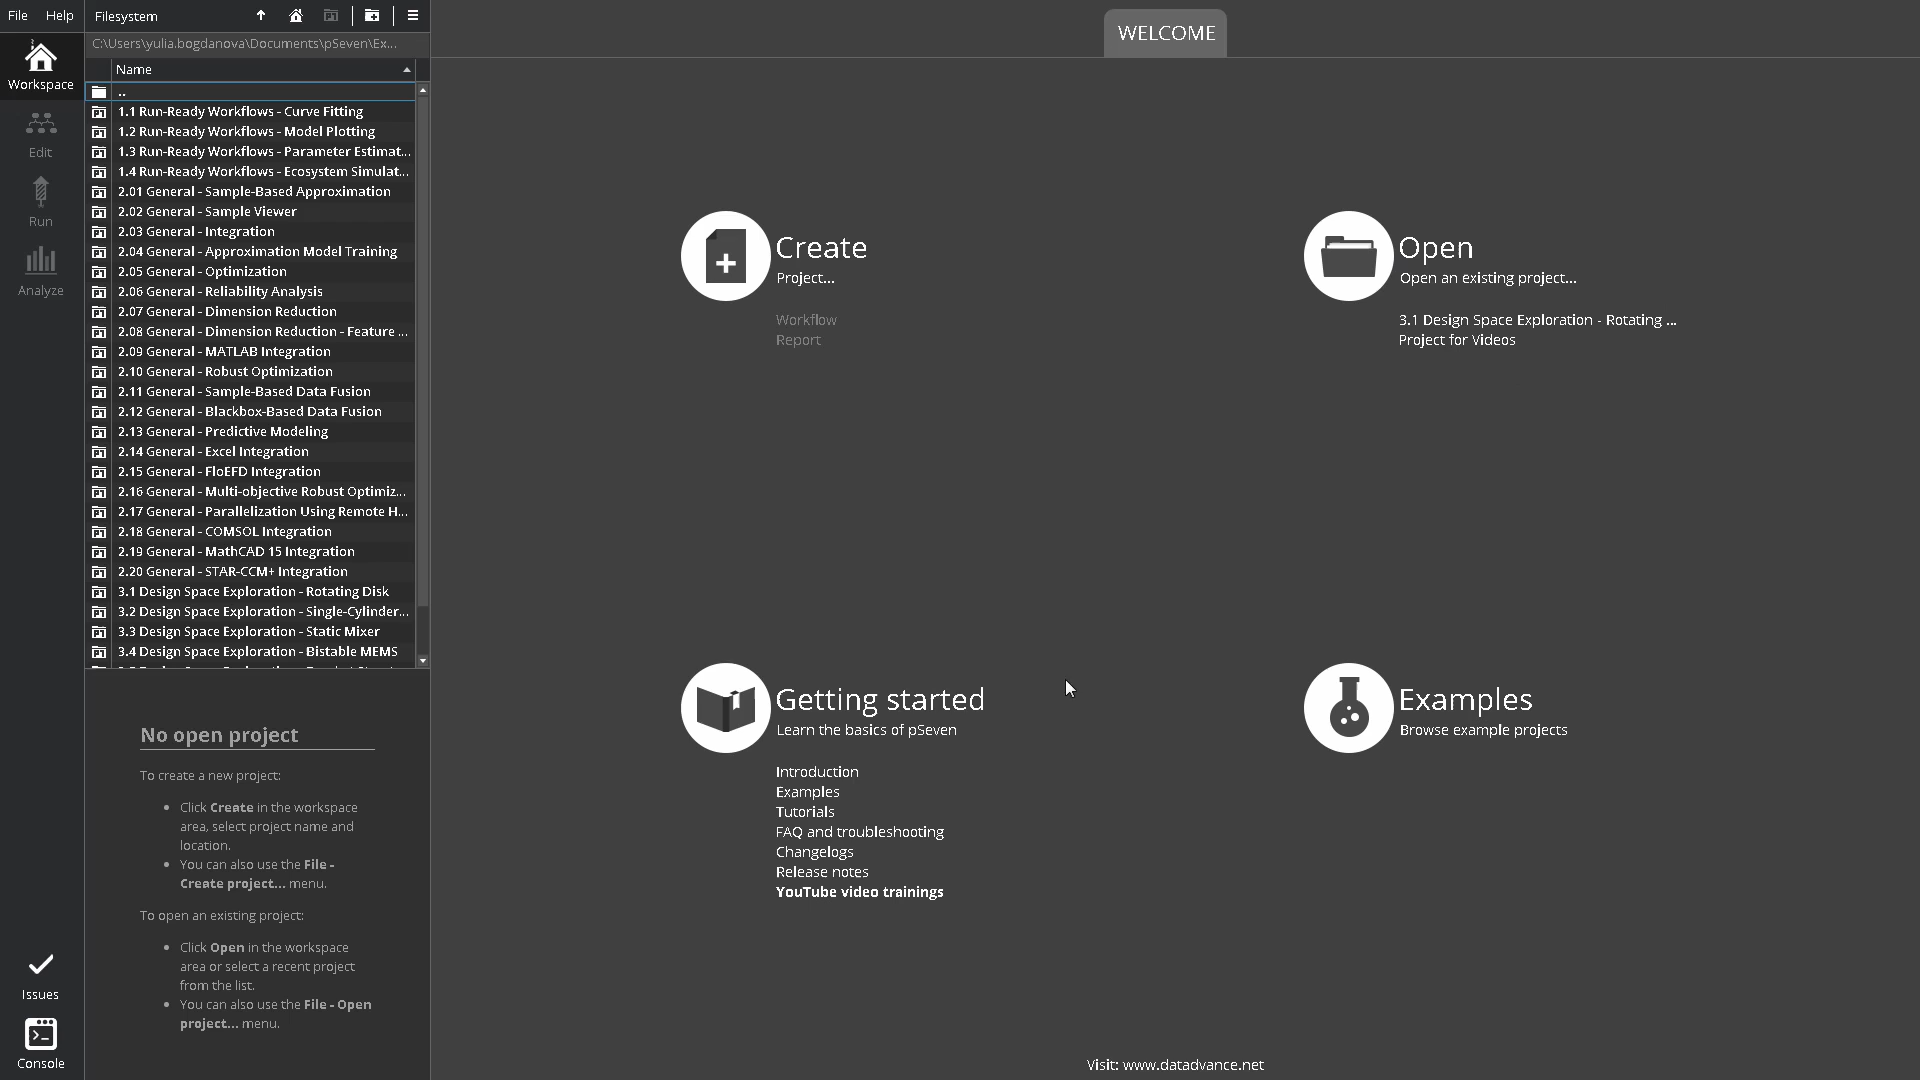 File
Help
Filesystem
C:\Users\yulia.bogdanova\Documents\pSeven\Ex...
Name
..
1.1 Run-Ready Workflows - Curve Fitting
1.2 Run-Ready Workflows - Model Plotting
1.3 Run-Ready Workflows - Parameter Estimat...
1.4 Run-Ready Workflows - Ecosystem Simulat...
2.01 General - Sample-Based Approximation
2.02 General - Sample Viewer
2.03 General - Integration
2.04 General - Approximation Model Training
2.05 General - Optimization
2.06 General - Reliability Analysis
2.07 General - Dimension Reduction
2.08 General - Dimension Reduction - Feature ...
2.09 General - MATLAB Integration
2.10 General - Robust Optimization
2.11 General - Sample-Based Data Fusion
2.12 General - Blackbox-Based Data Fusion
2.13 General - Predictive Modeling
2.14 General - Excel Integration
2.15 General - FloEFD Integration
2.16 General - Multi-objective Robust Optimiz...
2.17 General - Parallelization Using Remote H...
2.18 General - COMSOL Integration
2.19 General - MathCAD 15 Integration
2.20 General - STAR-CCM+ Integration
3.1 Design Space Exploration - Rotating Disk
3.2 Design Space Exploration - Single-Cylinder...
3.3 Design Space Exploration - Static Mixer
3.4 Design Space Exploration - Bistable MEMS
Workspace
Edit
Run
Analyze
Issues
Console
No open project
To create a new project:
• Click Create in the workspace
area, select project name and
location.
• You can also use the File -
Create project... menu.
To open an existing project:
• Click Open in the workspace
area or select a recent project
from the list.
• You can also use the File - Open
project... menu.
WELCOME
Create
Project...
Workflow
Report
Open
Open an existing project...
3.1 Design Space Exploration - Rotating ...
Project for Videos
Getting started
Learn the basics of pSeven
Introduction
Examples
Tutorials
FAQ and troubleshooting
Changelogs
Release notes
YouTube video trainings
Examples
Browse example projects
Visit: www.datadvance.net